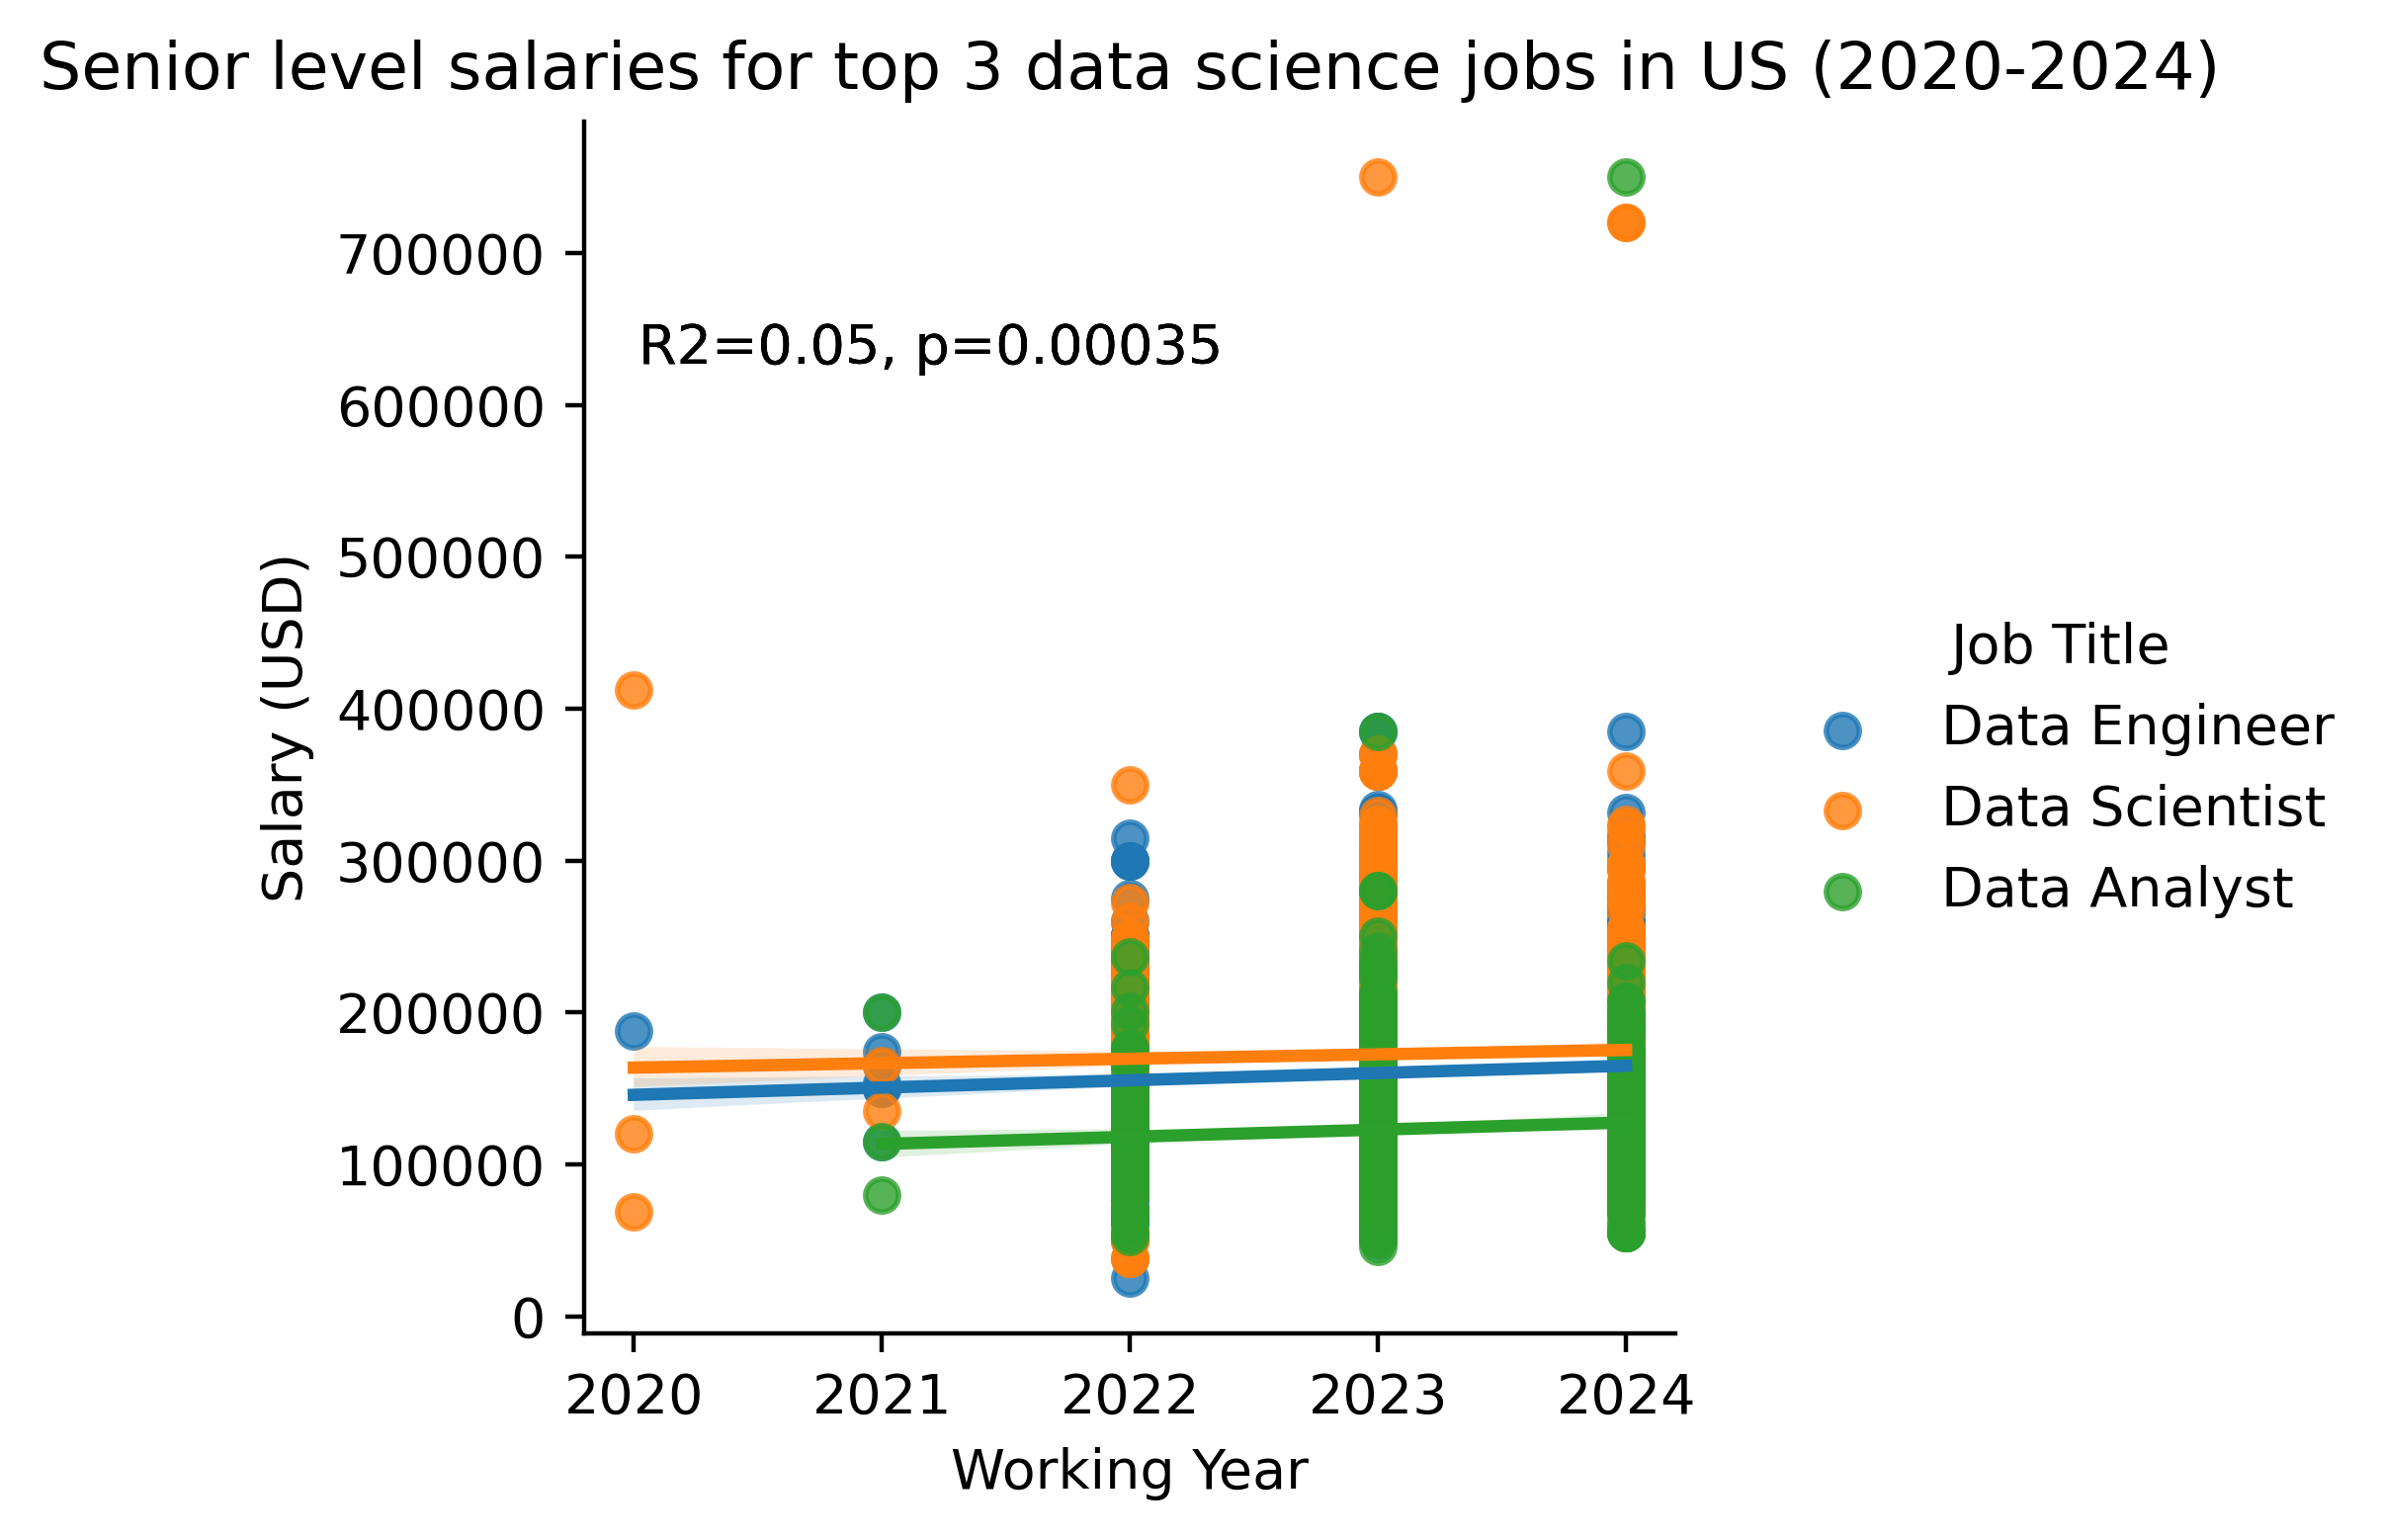 Senior level salaries for top 3 data science jobs in US (2020-2024)
700000
R2=0.05, p=0.00035
600000
500000
400000
300000
200000
100000
0
Salary (USD)
2020 2021 2022 2023 2024
Working Year
Job Title
Data Engineer
Data Scientist
Data Analyst